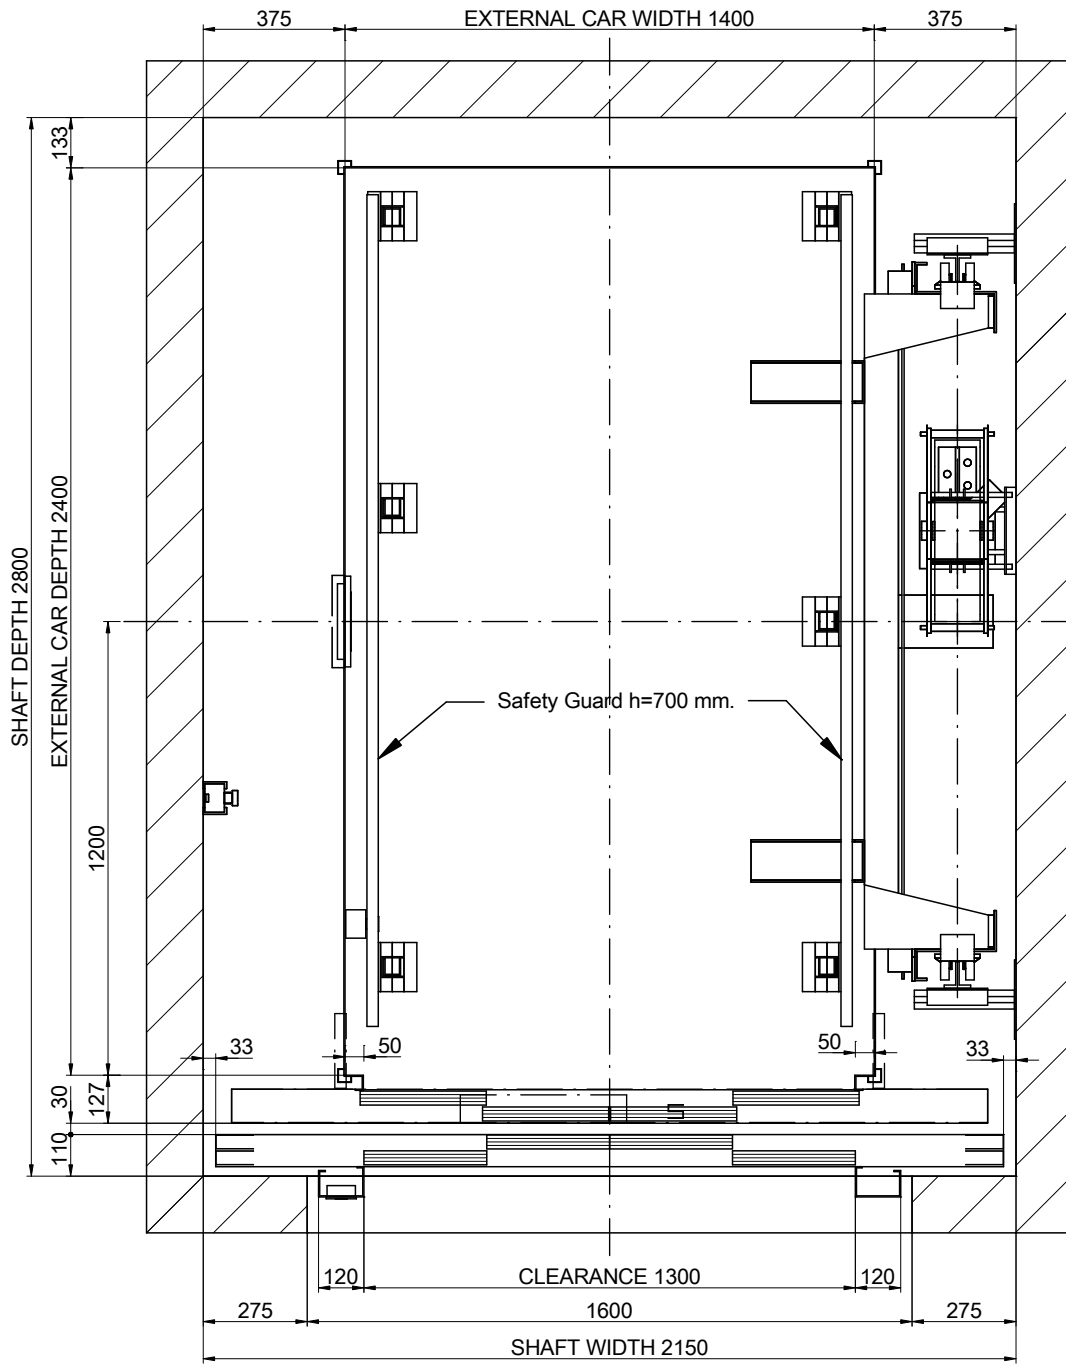 375
EXTERNAL CAR WIDTH 1400
375
133
SHAFT DEPTH 2800
EXTERNAL CAR DEPTH 2400
1200
Safety Guard h=700 mm.
33
50
50
33
30
127
110
120
CLEARANCE 1300
120
275
1600
275
SHAFT WIDTH 2150